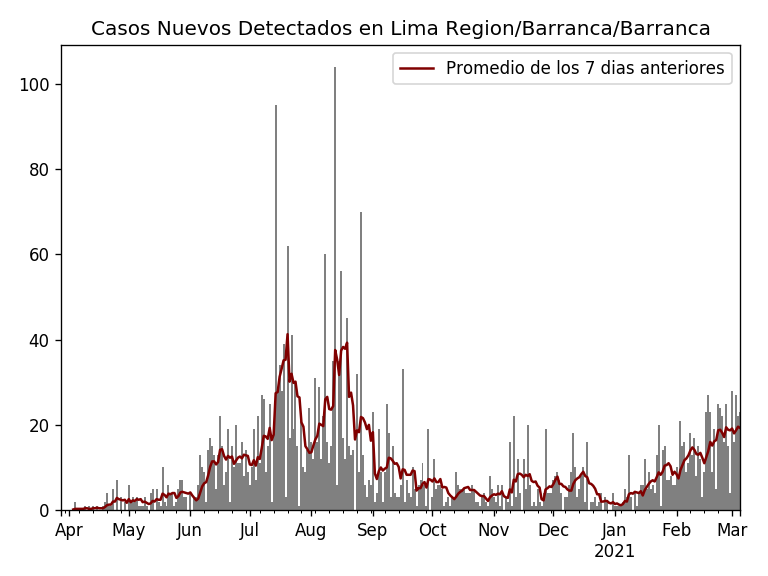 Casos Nuevos Detectados en Lima Region/Barranca/Barranca
Promedio de los 7 dias anteriores
100
80
60
40
20
0
Apr May Jun Jul Aug Sep Oct Nov Dec Jan Feb Mar
2021